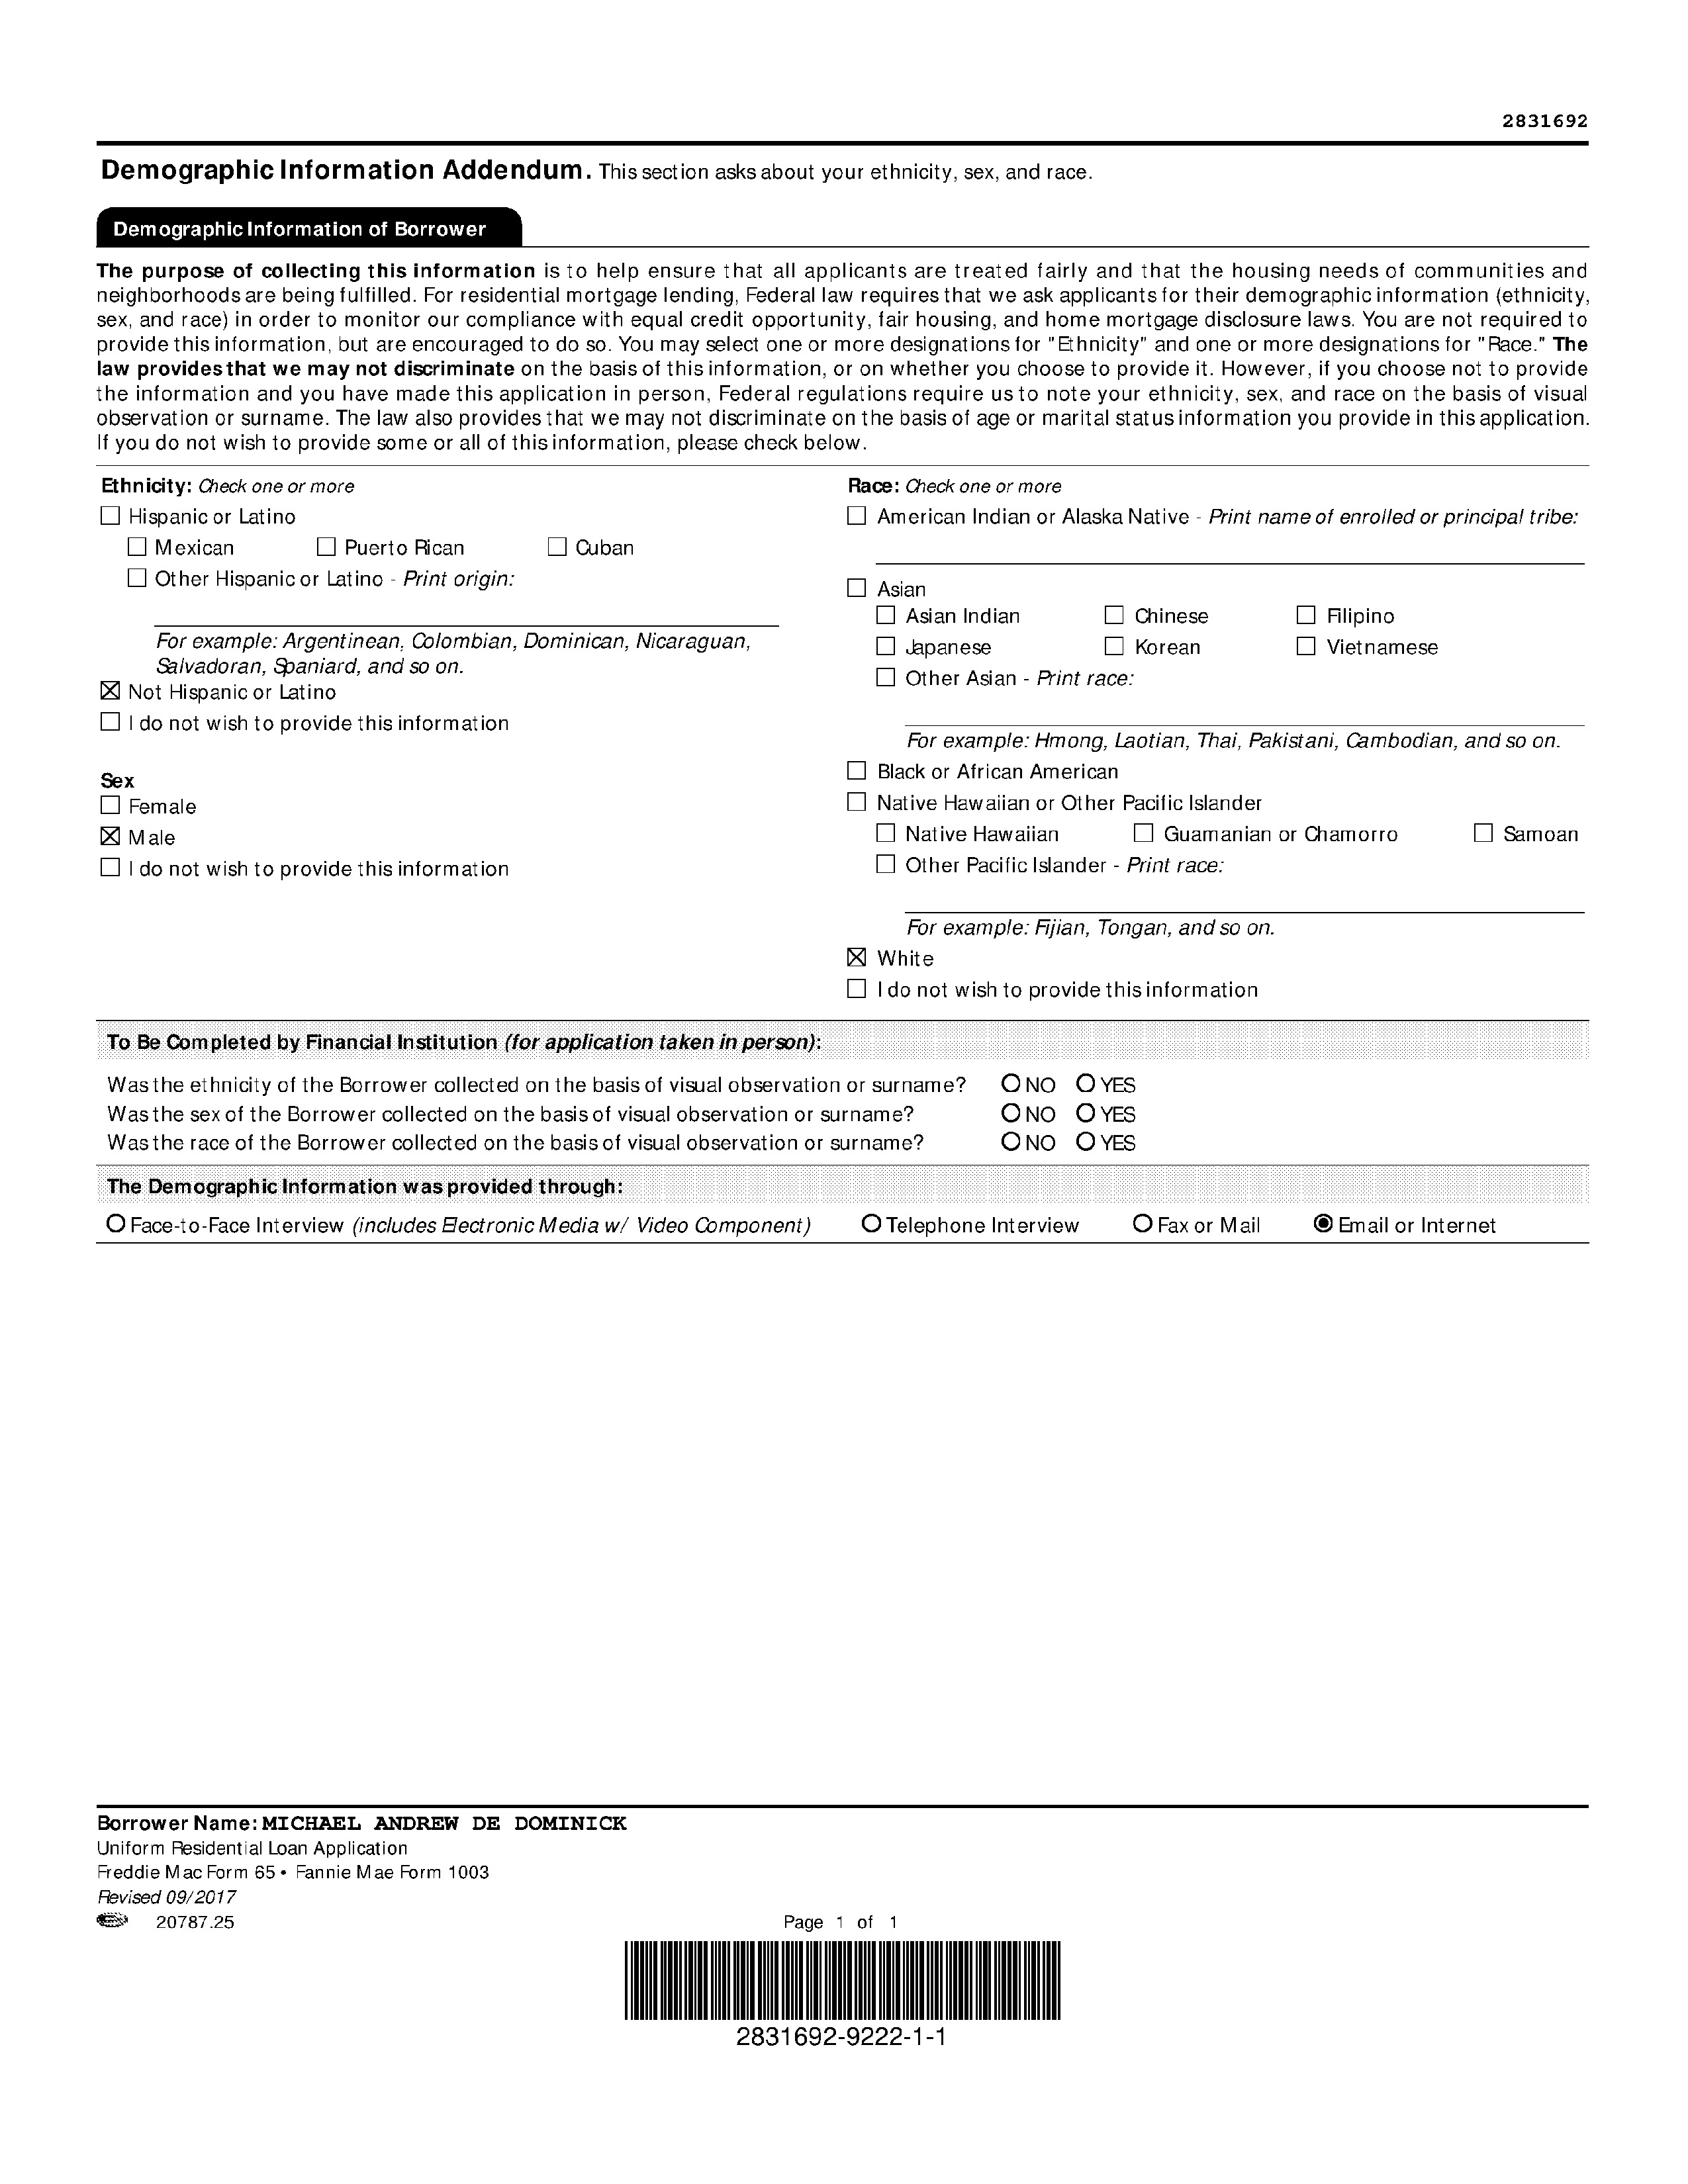 2831692
Demographic Information Addendum. This section asks about your ethnicity, sex, and race.
Demographic Information of Borrower
The purpose of collecting this information is to help ensure that all applicants are treated fairly and that the housing needs of communities and
neighborhoods are being fulfilled. For residential mortgage lending, Federal law requires that we ask applicants for their demographic information (ethnicity,
sex, and race) in order to monitor our compliance with equal credit opportunity, fair housing, and home mortgage disclosure laws. You are not required to
provide this information, but are encouraged to do so. You may select one or more designations for "Ethnicity" and one or more designations for "Race." The
law provides that we may not discriminate on the basis of this information, or on whether you choose to provide it. However, if you choose not to provide
the information and you have made this application in person, Federal regulations require us to note your ethnicity, sex, and race on the basis of visual
observation or surname. The law also provides that we may not discriminate on the basis of age or marital status information you provide in this application.
If you do not wish to provide some or all of this information, please check below.
Ethnicity: Check one or more
☐ Hispanic or Latino
☐ Mexican ☐ Puerto Rican ☐ Cuban
☐ Other Hispanic or Latino - Print origin:
For example: Argentinean, Colombian, Dominican, Nicaraguan,
Salvadoran, Spaniard, and so on.
☒ Not Hispanic or Latino
☐ I do not wish to provide this information
Sex
☐ Female
☒ Male
☐ I do not wish to provide this information
Race: Check one or more
☐ American Indian or Alaska Native - Print name of enrolled or principal tribe:
☐ Asian
☐ Asian Indian ☐ Chinese ☐ Filipino
☐ Japanese ☐ Korean ☐ Vietnamese
☐ Other Asian - Print race:
For example: Hmong, Laotian, Thai, Pakistani, Cambodian, and so on.
☐ Black or African American
☐ Native Hawaiian or Other Pacific Islander
☐ Native Hawaiian ☐ Guamanian or Chamorro ☐ Samoan
☐ Other Pacific Islander - Print race:
For example: Fijian, Tongan, and so on.
☒ White
☐ I do not wish to provide this information
To Be Completed by Financial Institution (for application taken in person):
Was the ethnicity of the Borrower collected on the basis of visual observation or surname? ○ NO ○ YES
Was the sex of the Borrower collected on the basis of visual observation or surname? ○ NO ○ YES
Was the race of the Borrower collected on the basis of visual observation or surname? ○ NO ○ YES
The Demographic Information was provided through:
○ Face-to-Face Interview (includes Electronic Media w/ Video Component) ○ Telephone Interview ○ Fax or Mail ◉ Email or Internet
Borrower Name: MICHAEL ANDREW DE DOMINICK
Uniform Residential Loan Application
Freddie Mac Form 65 • Fannie Mae Form 1003
Revised 09/2017
20787.25 Page 1 of 1
2831692-9222-1-1